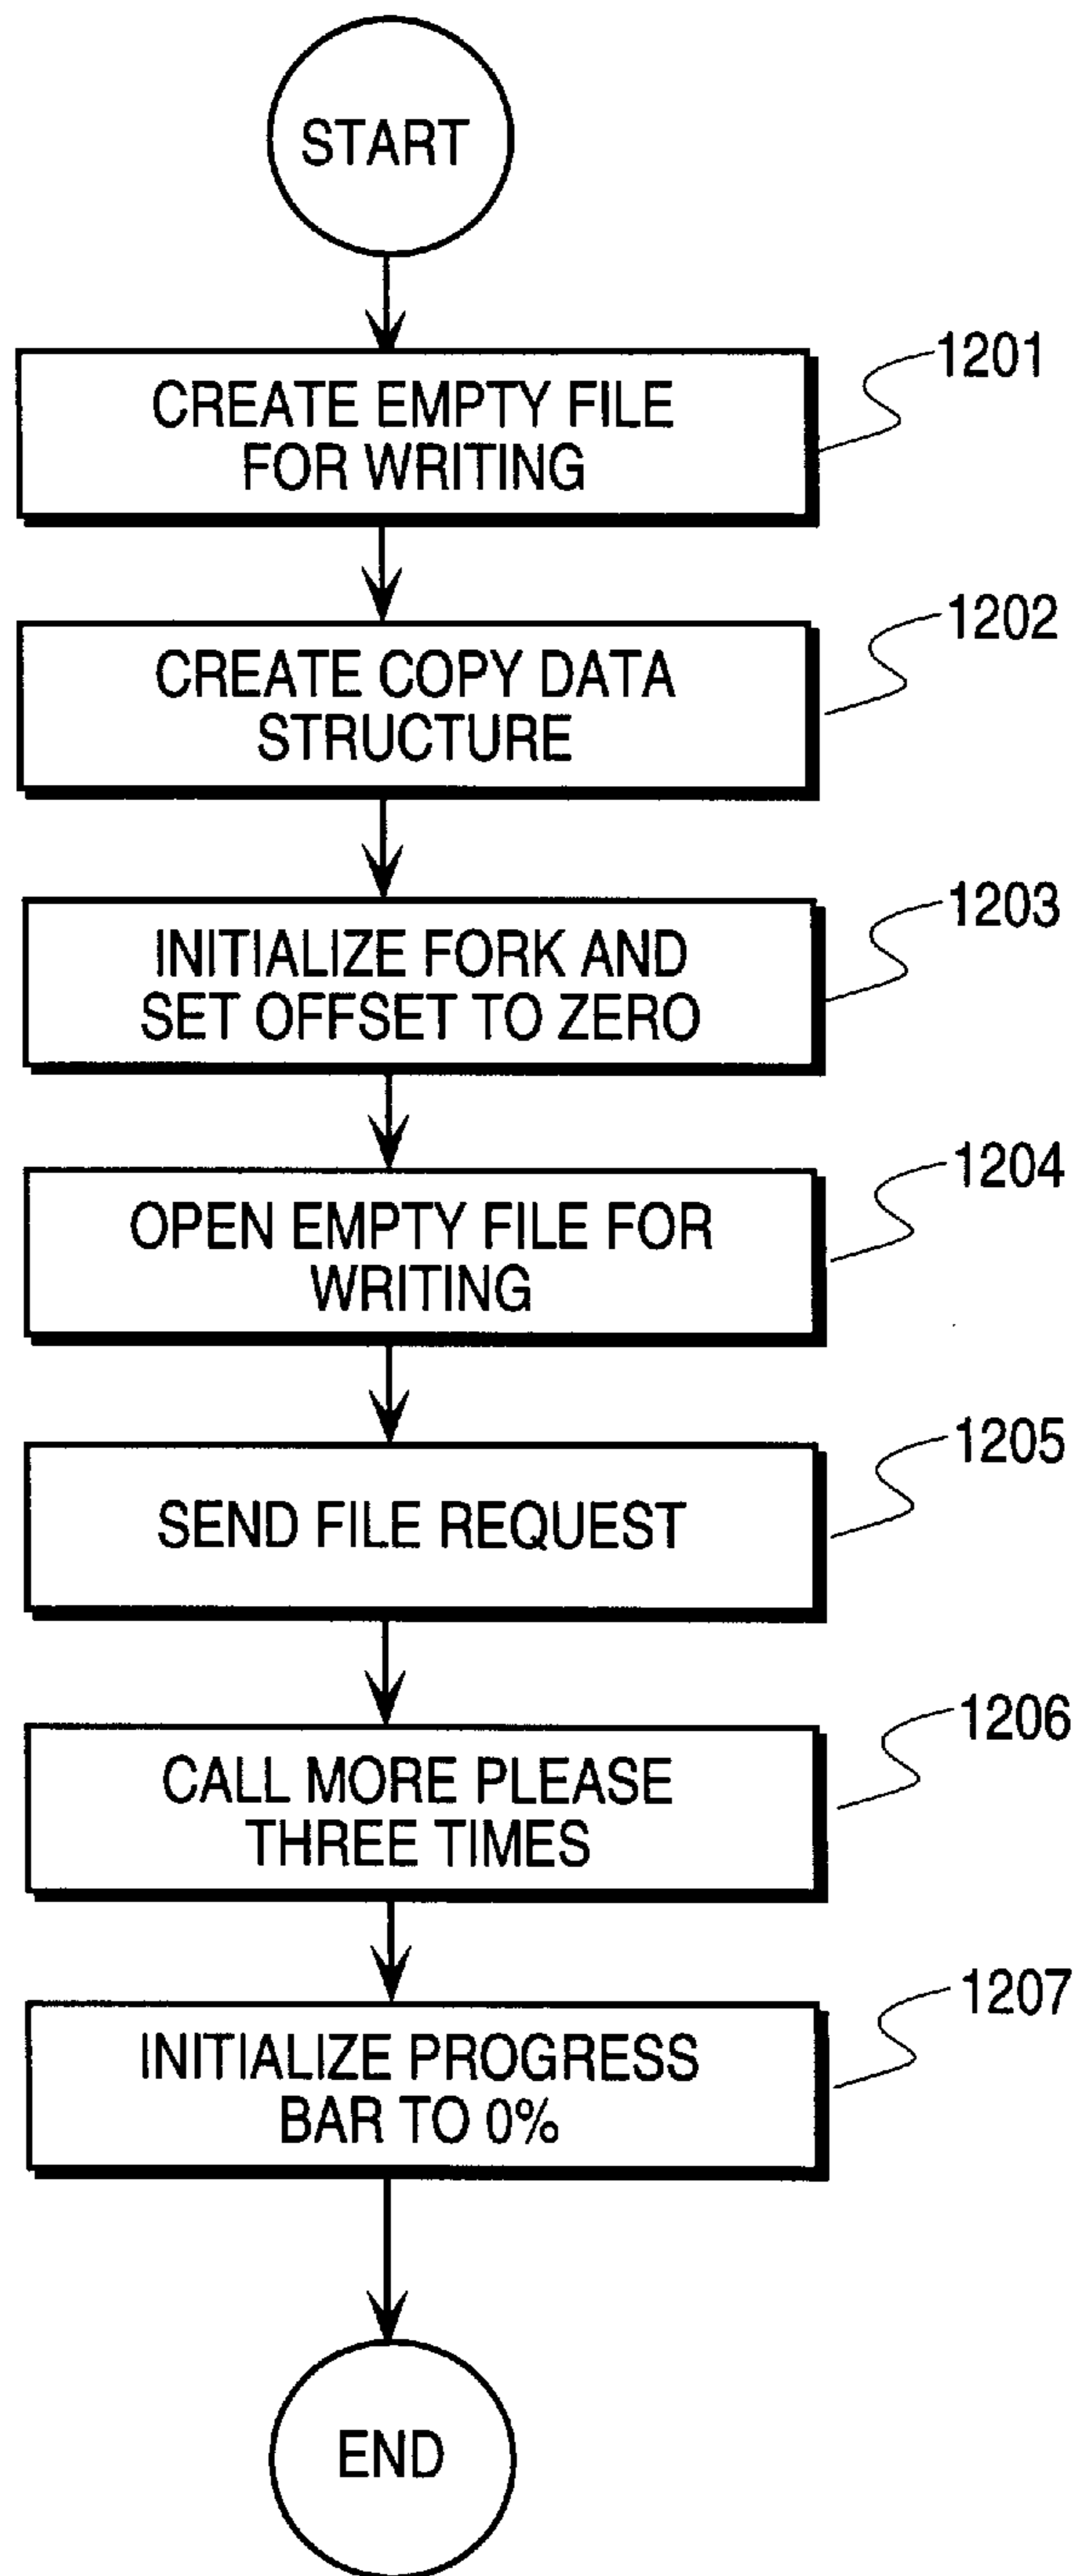 START
1201
CREATE EMPTY FILE
FOR WRITING
1202
CREATE COPY DATA
STRUCTURE
1203
INITIALIZE FORK AND
SET OFFSET TO ZERO
1204
OPEN EMPTY FILE FOR
WRITING
1205
SEND FILE REQUEST
1206
CALL MORE PLEASE
THREE TIMES
1207
INITIALIZE PROGRESS
BAR TO 0%
END